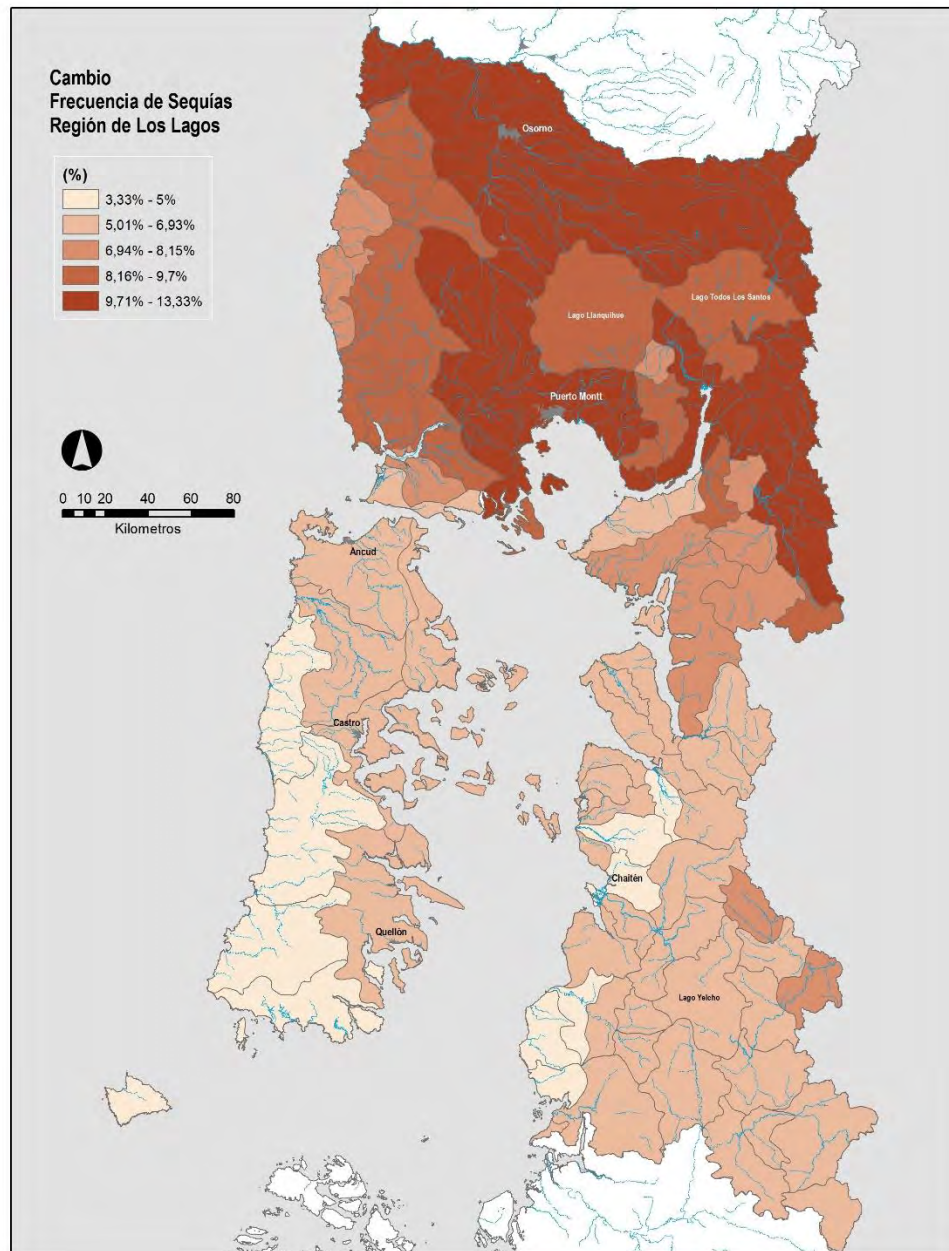 Cambio
Frecuencia de Sequías
Región de Los Lagos
(%)
3,33% - 5%
5,01% - 6,93%
6,94% - 8,15%
8,16% - 9,7%
9,71% - 13,33%
0 10 20 40 60 80
Kilometros
Osorno
Lago Todos Los Santos
Lago Llanquihue
Puerto Montt
Ancud
Castro
Chaitén
Quellón
Lago Yelcho